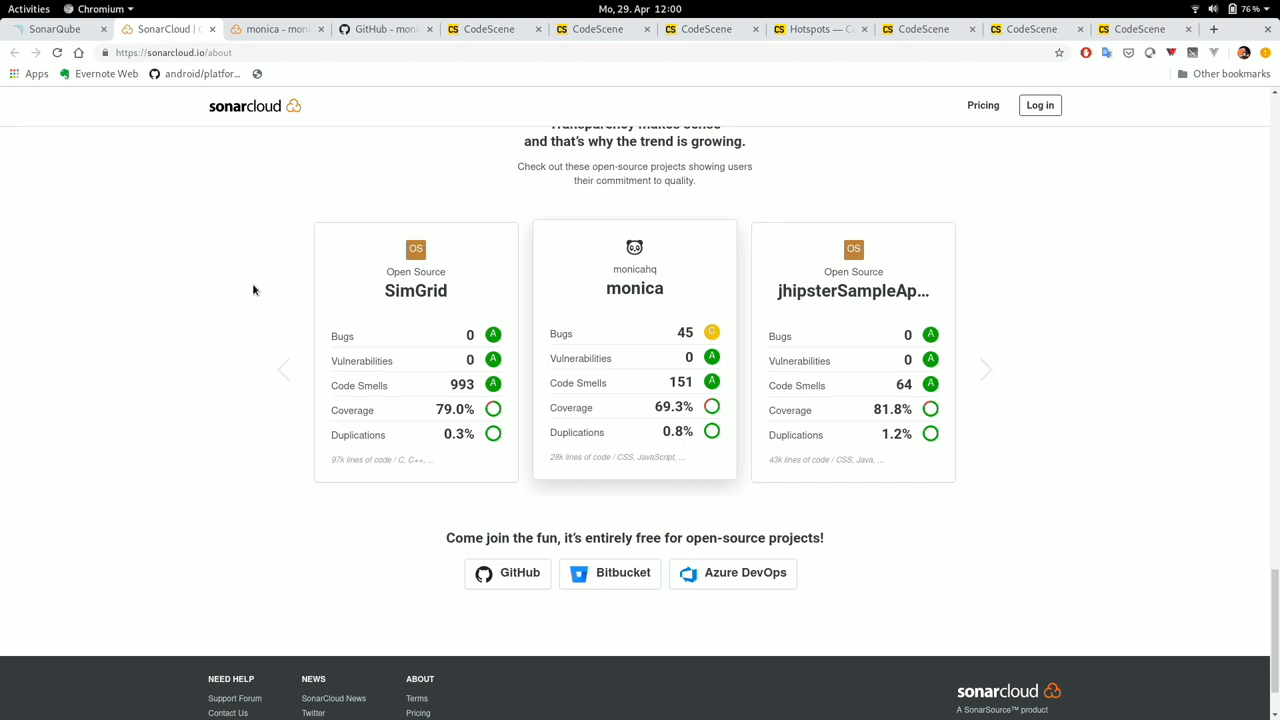 Activities Chromium Mo, 29. Apr 12:00 76%
SonarQube SonarCloud | C monica - mon GitHub - mon CodeScene CodeScene CodeScene Hotspots — C CodeScene CodeScene CodeScene
https://sonarcloud.io/about
Apps Evernote Web android/platfor... Other bookmarks
sonarcloud Pricing Log in
Transparency makes sense
and that's why the trend is growing.
Check out these open-source projects showing users
their commitment to quality.
OS
Open Source
SimGrid
Bugs 0 A
Vulnerabilities 0 A
Code Smells 993 A
Coverage 79.0%
Duplications 0.3%
97k lines of code / C, C++, ...
monicahq
monica
Bugs 45 C
Vulnerabilities 0 A
Code Smells 151 A
Coverage 69.3%
Duplications 0.8%
28k lines of code / CSS, JavaScript, ...
OS
Open Source
jhipsterSampleAp...
Bugs 0 A
Vulnerabilities 0 A
Code Smells 64 A
Coverage 81.8%
Duplications 1.2%
43k lines of code / CSS, Java, ...
Come join the fun, it's entirely free for open-source projects!
GitHub Bitbucket Azure DevOps
NEED HELP NEWS ABOUT
Support Forum SonarCloud News Terms
Contact Us Twitter Pricing
sonarcloud
A SonarSource™ product